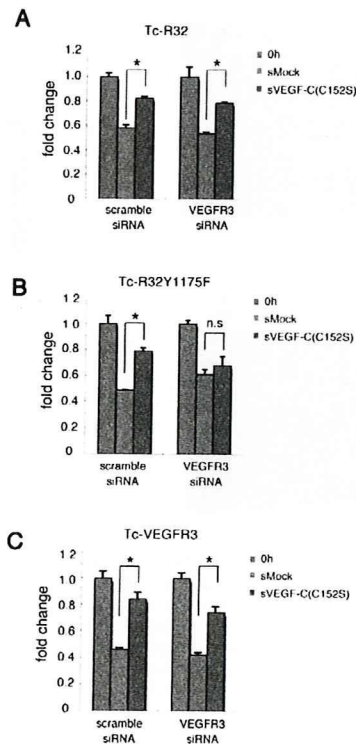 A
Tc-R32
fold change
1.2
1.0
0.8
0.6
0.4
0.2
0
*
*
0h
sMock
sVEGF-C(C152S)
scramble
siRNA
VEGFR3
siRNA
B
Tc-R32Y1175F
fold change
1 2
1 0
0.8
0.6
0.4
0.2
0
*
n.s
0h
sMock
sVEGF-C(C152S)
scramble
siRNA
VEGFR3
siRNA
C
Tc-VEGFR3
fold change
1.2
1.0
0.8
0.6
0.4
0.2
0
*
*
0h
sMock
sVEGF-C(C152S)
scramble
siRNA
VEGFR3
siRNA